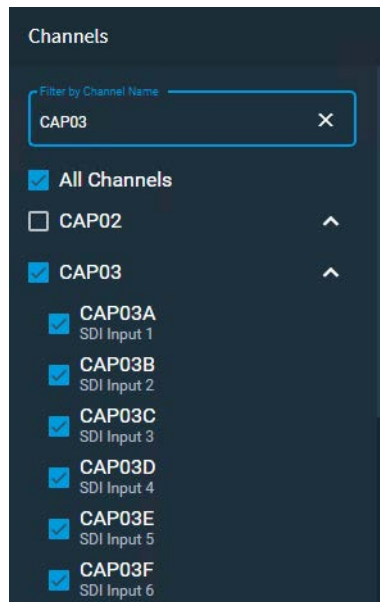 Channels
Filter by Channel Name
CAP03
All Channels
CAP02
CAP03
CAP03A
SDI Input 1
CAP03B
SDI Input 2
CAP03C
SDI Input 3
CAP03D
SDI Input 4
CAP03E
SDI Input 5
CAP03F
SDI Input 6